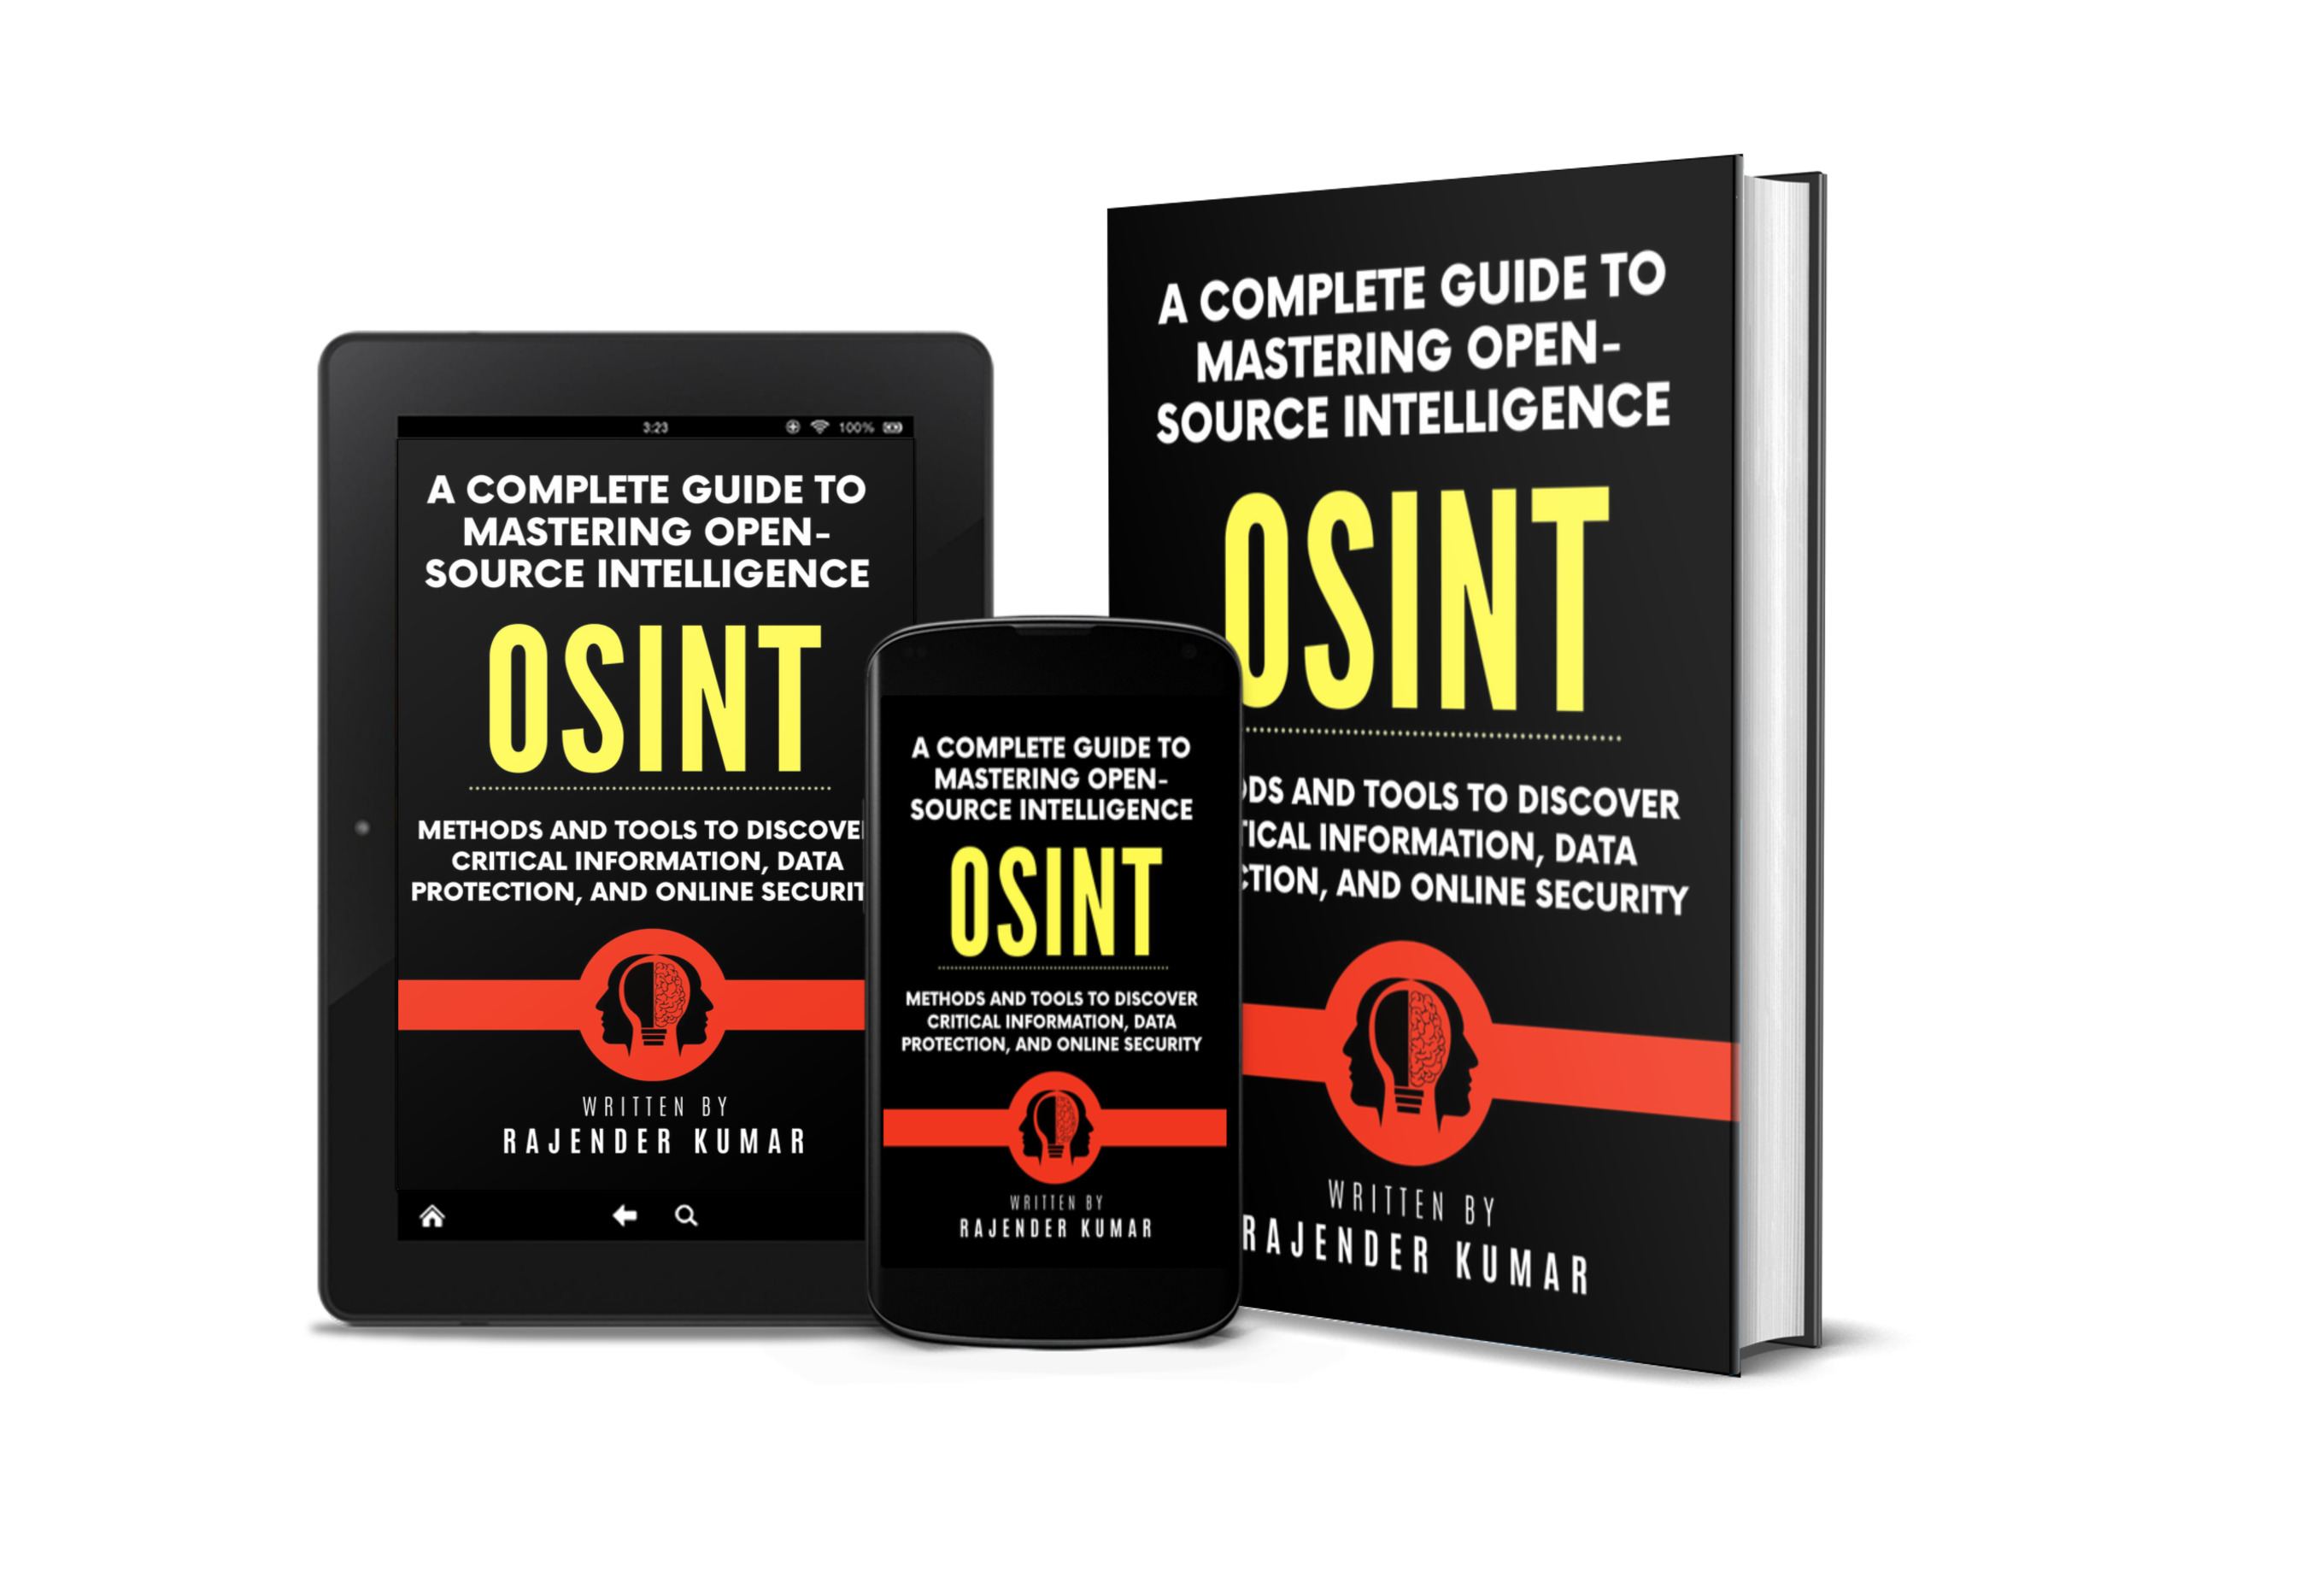 3:23
100%
A COMPLETE GUIDE TO
MASTERING OPEN-
SOURCE INTELLIGENCE
OSINT
METHODS AND TOOLS TO DISCOVE
CRITICAL INFORMATION, DATA
PROTECTION, AND ONLINE SECURIT
WRITTEN BY
RAJENDER KUMAR
A COMPLETE GUIDE TO
MASTERING OPEN-
SOURCE INTELLIGENCE
OSINT
METHODS AND TOOLS TO DISCOVER
CRITICAL INFORMATION, DATA
PROTECTION, AND ONLINE SECURITY
WRITTEN BY
RAJENDER KUMAR
A COMPLETE GUIDE TO
MASTERING OPEN-
SOURCE INTELLIGENCE
OSINT
DS AND TOOLS TO DISCOVER
TICAL INFORMATION, DATA
CTION, AND ONLINE SECURITY
WRITTEN BY
RAJENDER KUMAR